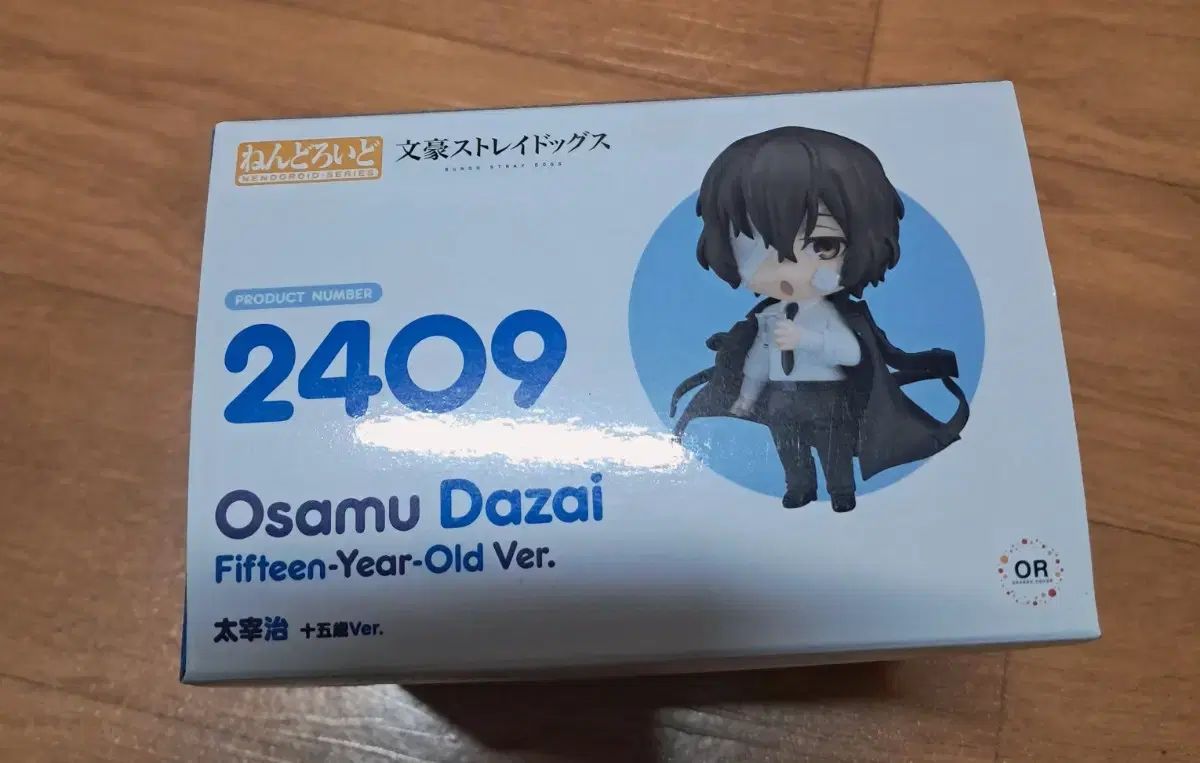 ねんどろいど
NENDOROID SERIES
文豪ストレイドッグス
BUNGO STRAY DOGS
PRODUCT NUMBER
2409
Osamu Dazai
Fifteen-Year-Old Ver.
太宰治 十五歳Ver.
OR
ORANGE ROUGE